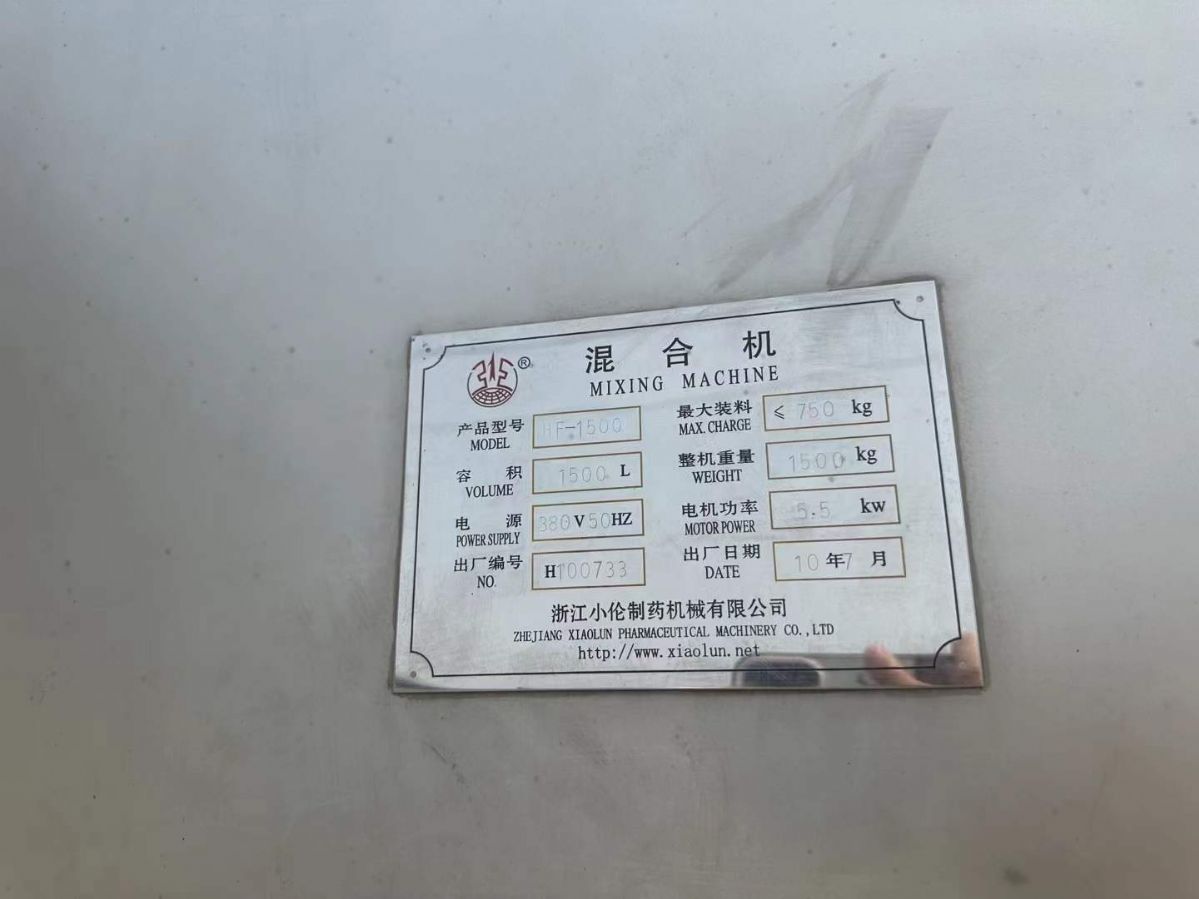 ®
混 合 机
MIXING MACHINE
产品型号 HF-1500
MODEL
最大装料 ≤ 750 kg
MAX. CHARGE
容 积 1500 L
VOLUME
整机重量 1500 kg
WEIGHT
电 源 380V50HZ
POWER SUPPLY
电机功率 5.5 kw
MOTOR POWER
出厂编号 H100733
NO.
出厂日期 10年7月
DATE
浙江小伦制药机械有限公司
ZHEJIANG XIAOLUN PHARMACEUTICAL MACHINERY CO.,LTD
http://www.xiaolun.net